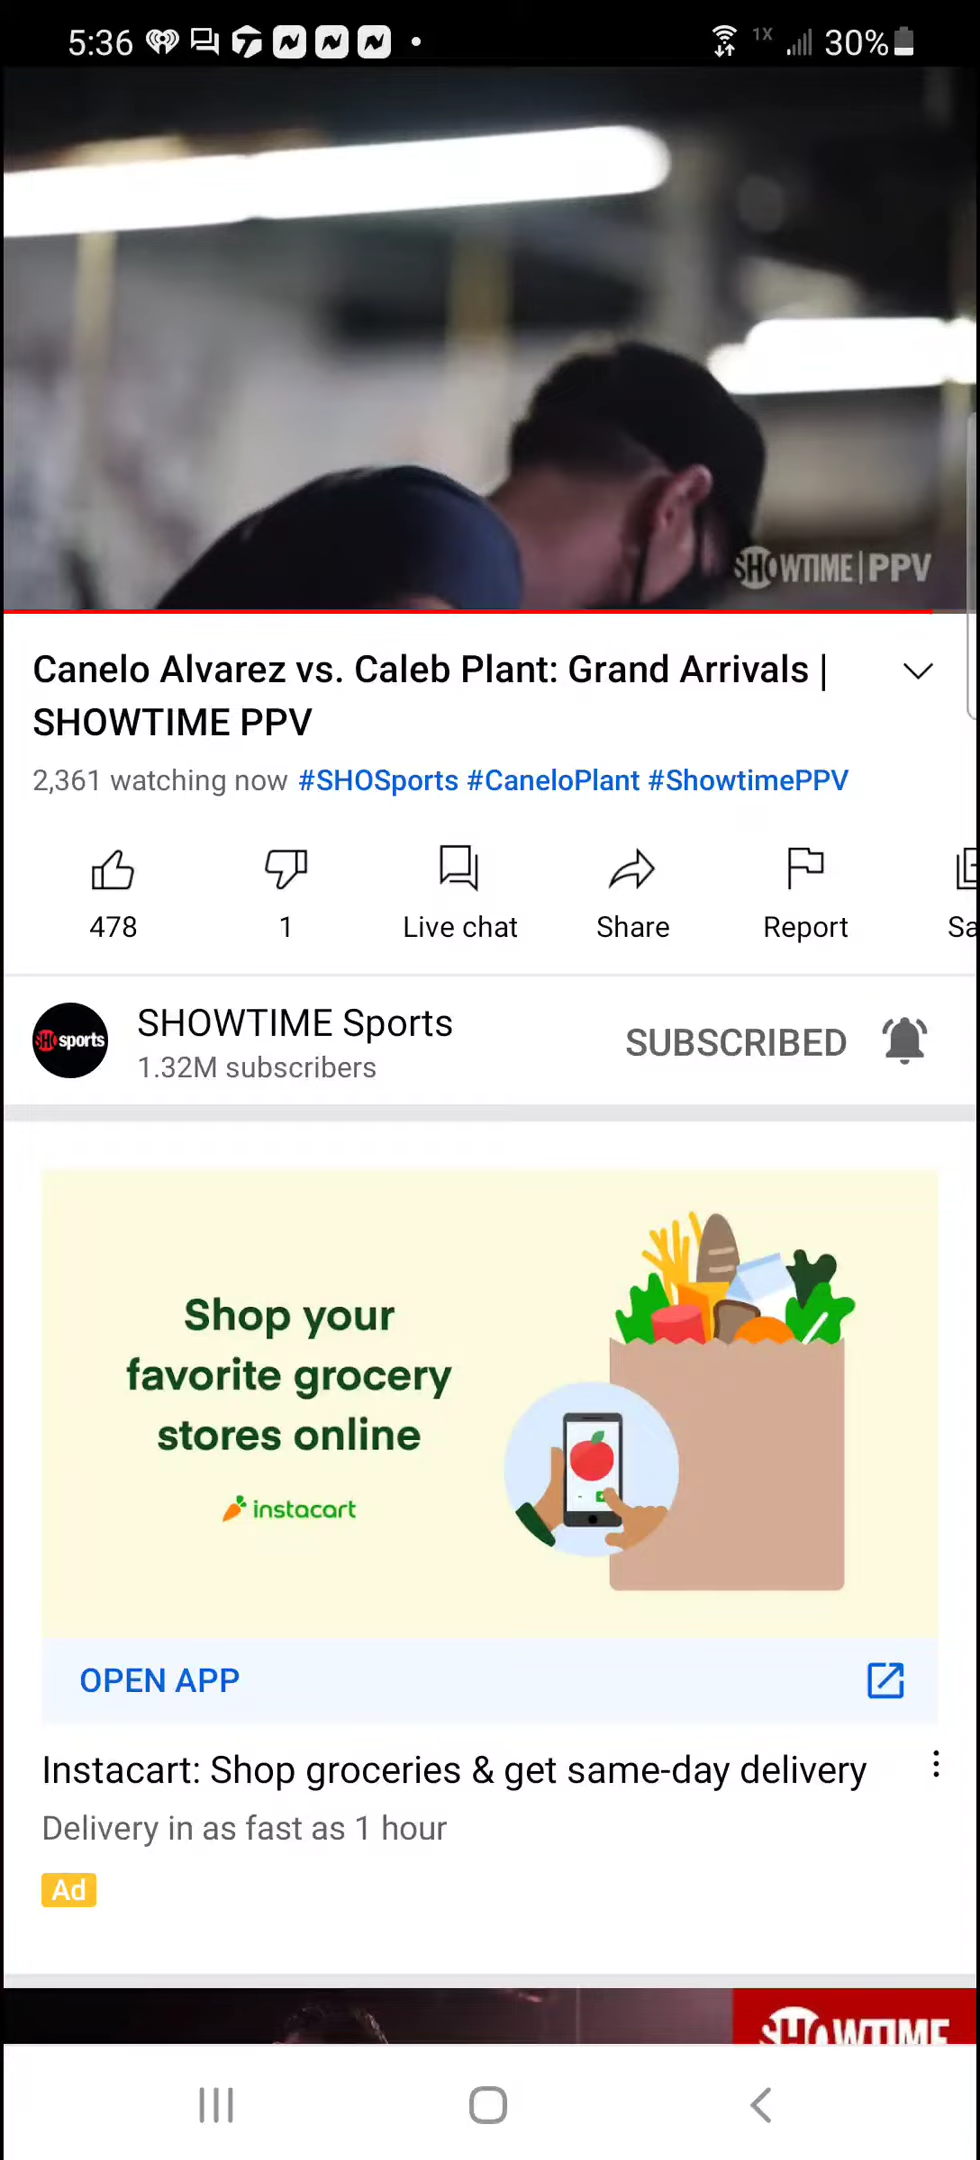 5:36 1X 30%
SHOWTIME | PPV
Canelo Alvarez vs. Caleb Plant: Grand Arrivals |
SHOWTIME PPV
2,361 watching now #SHOSports #CaneloPlant #ShowtimePPV
478 1 Live chat Share Report Sa
SHO sports
SHOWTIME Sports
1.32M subscribers
SUBSCRIBED
Shop your
favorite grocery
stores online
instacart
OPEN APP
Instacart: Shop groceries & get same-day delivery
Delivery in as fast as 1 hour
Ad
SHOWTIME